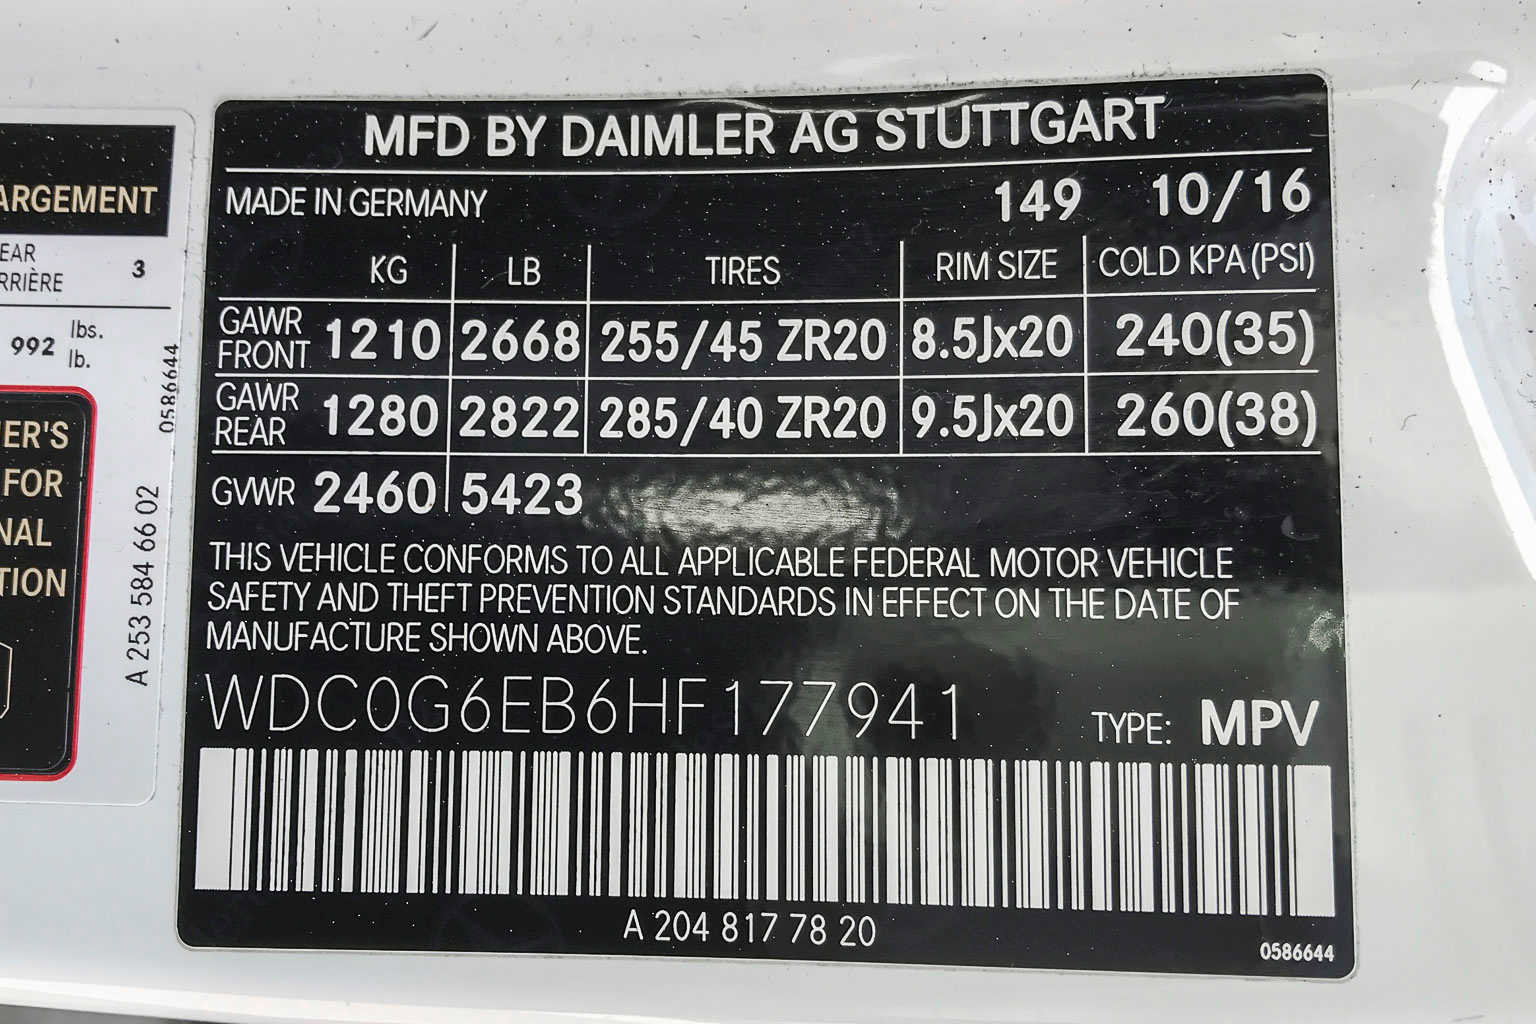 MFD BY DAIMLER AG STUTTGART
MADE IN GERMANY 149 10/16
KG LB TIRES RIM SIZE COLD KPA(PSI)
GAWR FRONT 1210 2668 255/45 ZR20 8.5Jx20 240(35)
GAWR REAR 1280 2822 285/40 ZR20 9.5Jx20 260(38)
GVWR 2460 5423
THIS VEHICLE CONFORMS TO ALL APPLICABLE FEDERAL MOTOR VEHICLE
SAFETY AND THEFT PREVENTION STANDARDS IN EFFECT ON THE DATE OF
MANUFACTURE SHOWN ABOVE.
WDC0G6EB6HF177941 TYPE: MPV
A 204 817 78 20
0586644
ARGEMENT
EAR
RRIÈRE 3
992 lbs.
lb.
0586644
A 253 584 66 02
ER'S
FOR
NAL
TION